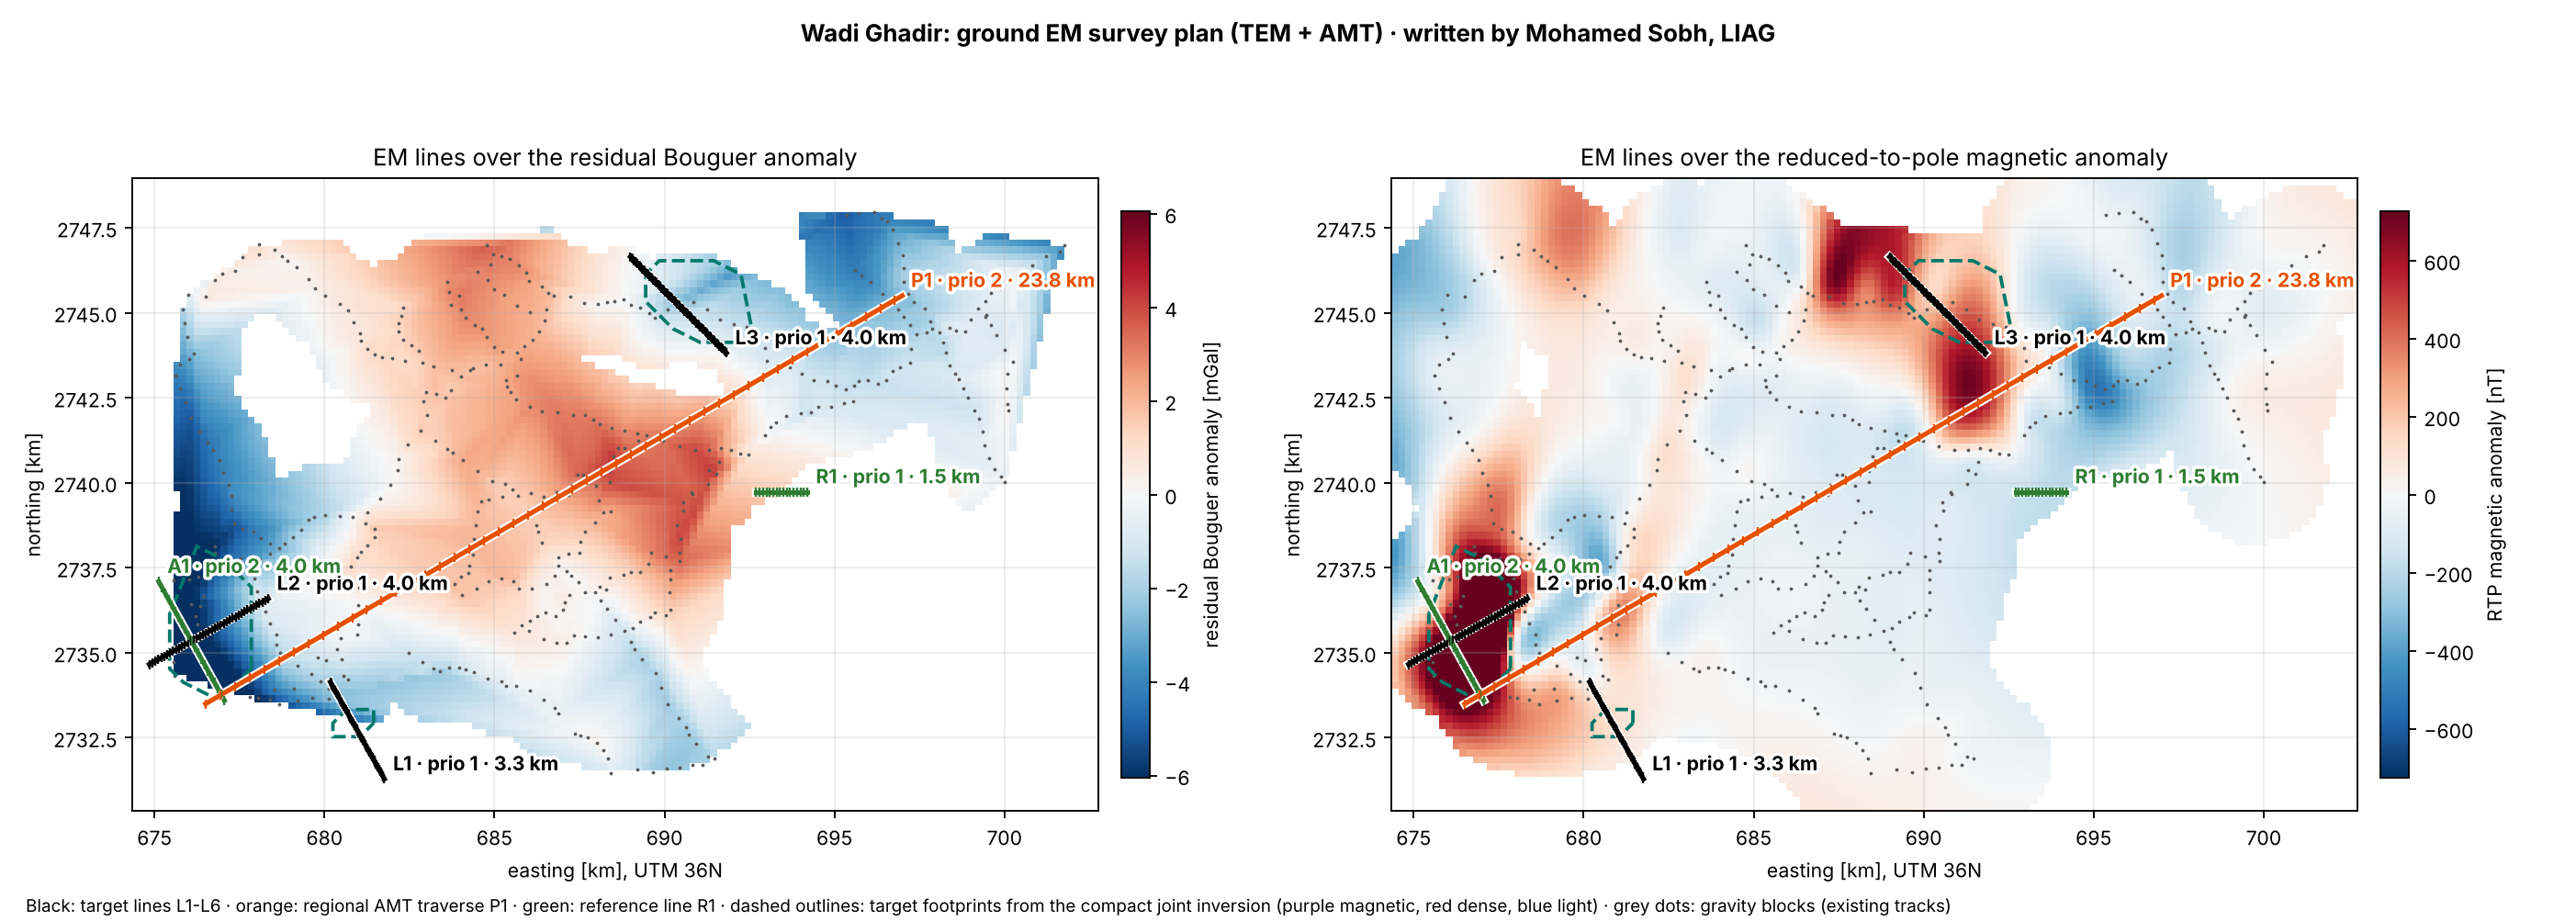 Wadi Ghadir: ground EM survey plan (TEM + AMT) · written by Mohamed Sobh, LIAG
EM lines over the residual Bouguer anomaly
2747.5
2745.0
2742.5
2740.0
2737.5
2735.0
2732.5
northing [km]
675
680
685
690
695
700
easting [km], UTM 36N
P1 · prio 2 · 23.8 km
L3 · prio 1 · 4.0 km
R1 · prio 1 · 1.5 km
A1 · prio 2 · 4.0 km
L2 · prio 1 · 4.0 km
L1 · prio 1 · 3.3 km
6
4
2
0
−2
−4
−6
residual Bouguer anomaly [mGal]
EM lines over the reduced-to-pole magnetic anomaly
2747.5
2745.0
2742.5
2740.0
2737.5
2735.0
2732.5
northing [km]
675
680
685
690
695
700
easting [km], UTM 36N
P1 · prio 2 · 23.8 km
L3 · prio 1 · 4.0 km
R1 · prio 1 · 1.5 km
A1 · prio 2 · 4.0 km
L2 · prio 1 · 4.0 km
L1 · prio 1 · 3.3 km
600
400
200
0
−200
−400
−600
RTP magnetic anomaly [nT]
Black: target lines L1-L6 · orange: regional AMT traverse P1 · green: reference line R1 · dashed outlines: target footprints from the compact joint inversion (purple magnetic, red dense, blue light) · grey dots: gravity blocks (existing tracks)